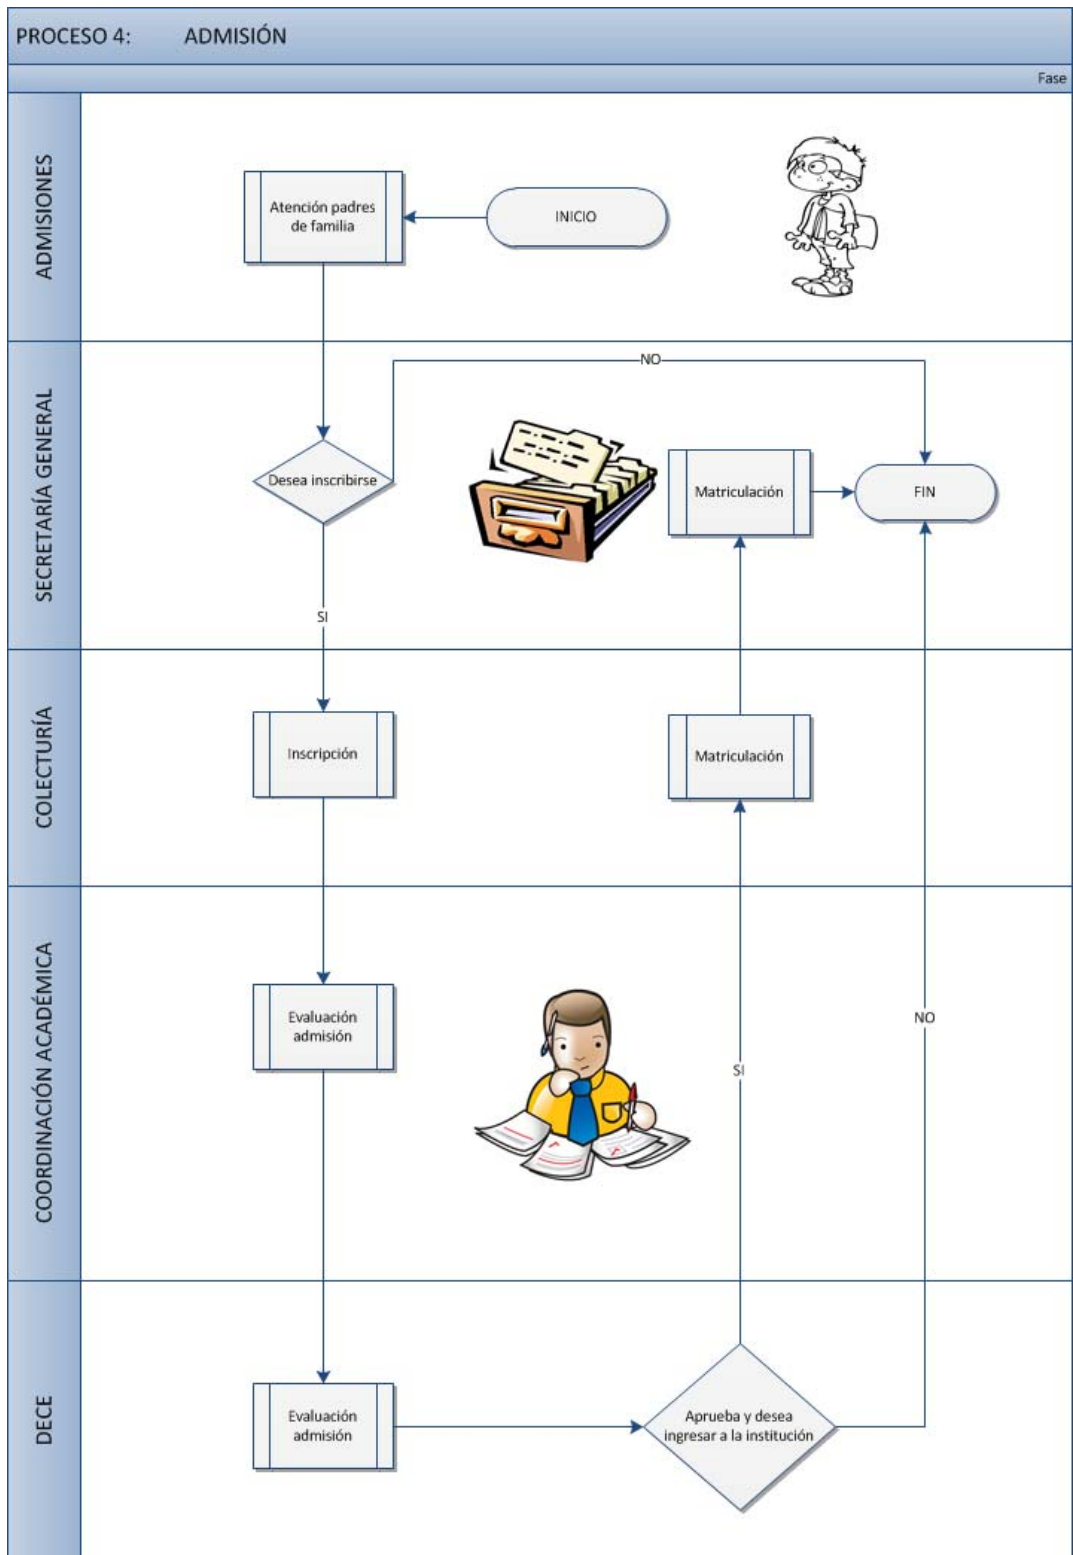 PROCESO 4: ADMISIÓN
Fase
ADMISIONES
Atención padres
de familia
INICIO
SECRETARÍA GENERAL
NO
Desea inscribirse
Matriculación
FIN
SI
COLECTURÍA
Inscripción
Matriculación
COORDINACIÓN ACADÉMICA
Evaluación
admisión
NO
SI
DECE
Evaluación
admisión
Aprueba y desea
ingresar a la institución